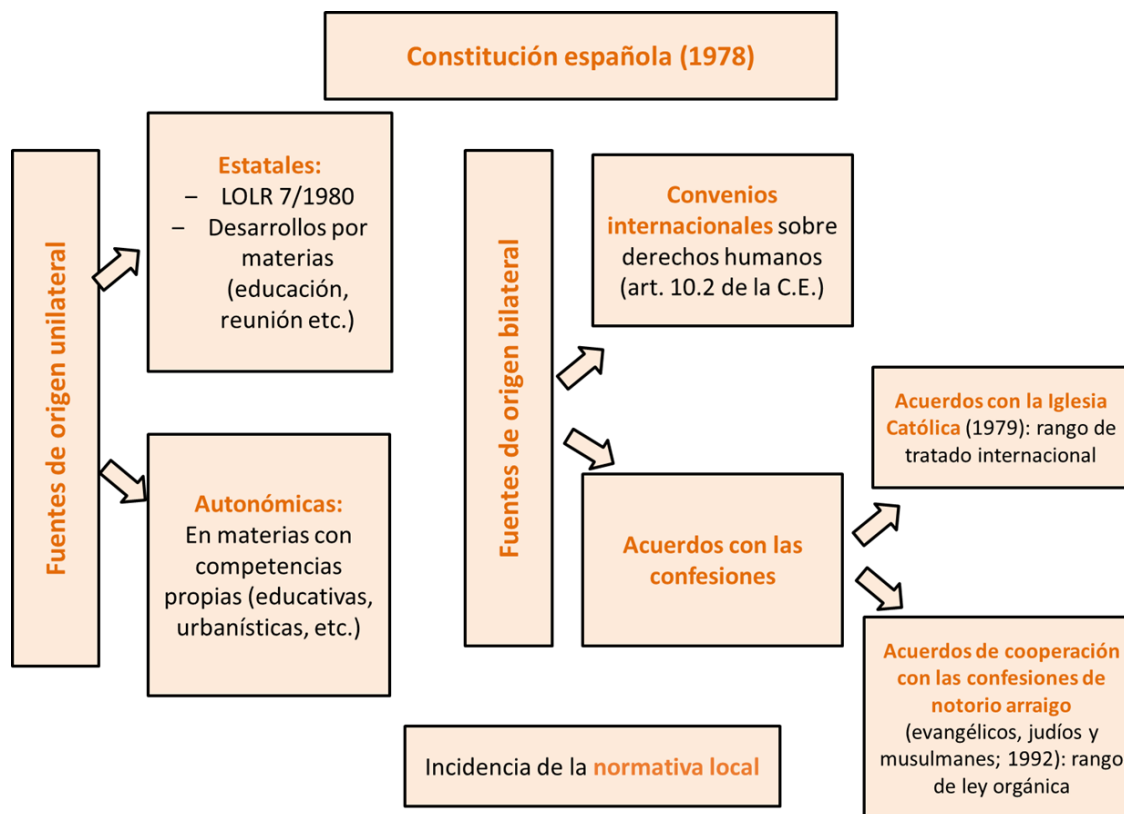 Constitución española (1978)
Fuentes de origen unilateral
Estatales:
– LOLR 7/1980
– Desarrollos por
materias
(educación,
reunión etc.)
Autonómicas:
En materias con
competencias
propias (educativas,
urbanísticas, etc.)
Fuentes de origen bilateral
Convenios
internacionales sobre
derechos humanos
(art. 10.2 de la C.E.)
Acuerdos con las
confesiones
Acuerdos con la Iglesia
Católica (1979): rango de
tratado internacional
Acuerdos de cooperación
con las confesiones de
notorio arraigo
(evangélicos, judíos y
musulmanes; 1992): rango
de ley orgánica
Incidencia de la normativa local